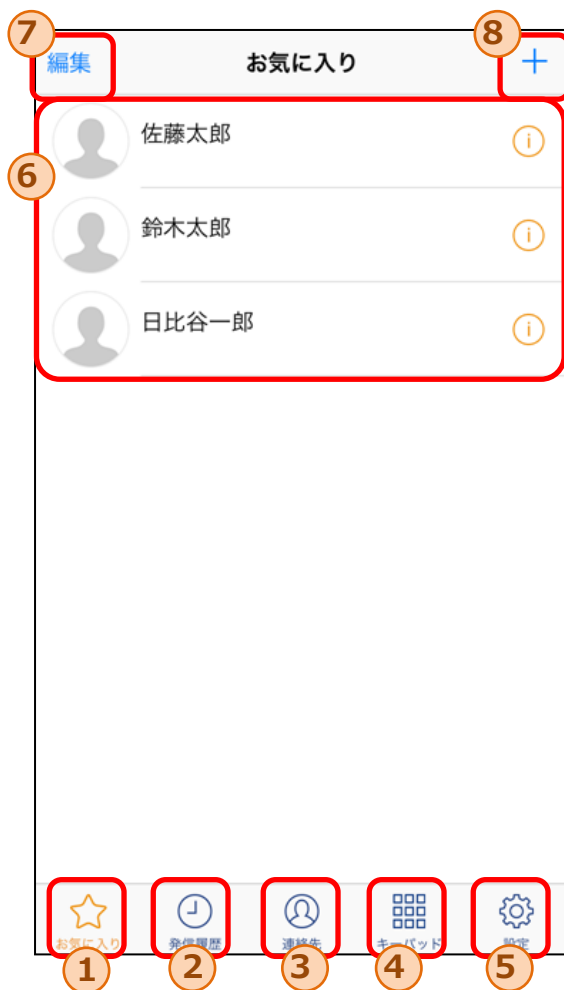 7
8
編集
お気に入り
+
佐藤太郎
i
6
鈴木太郎
i
日比谷一郎
i
お気に入り
発信履歴
連絡先
キーパッド
設定
1
2
3
4
5